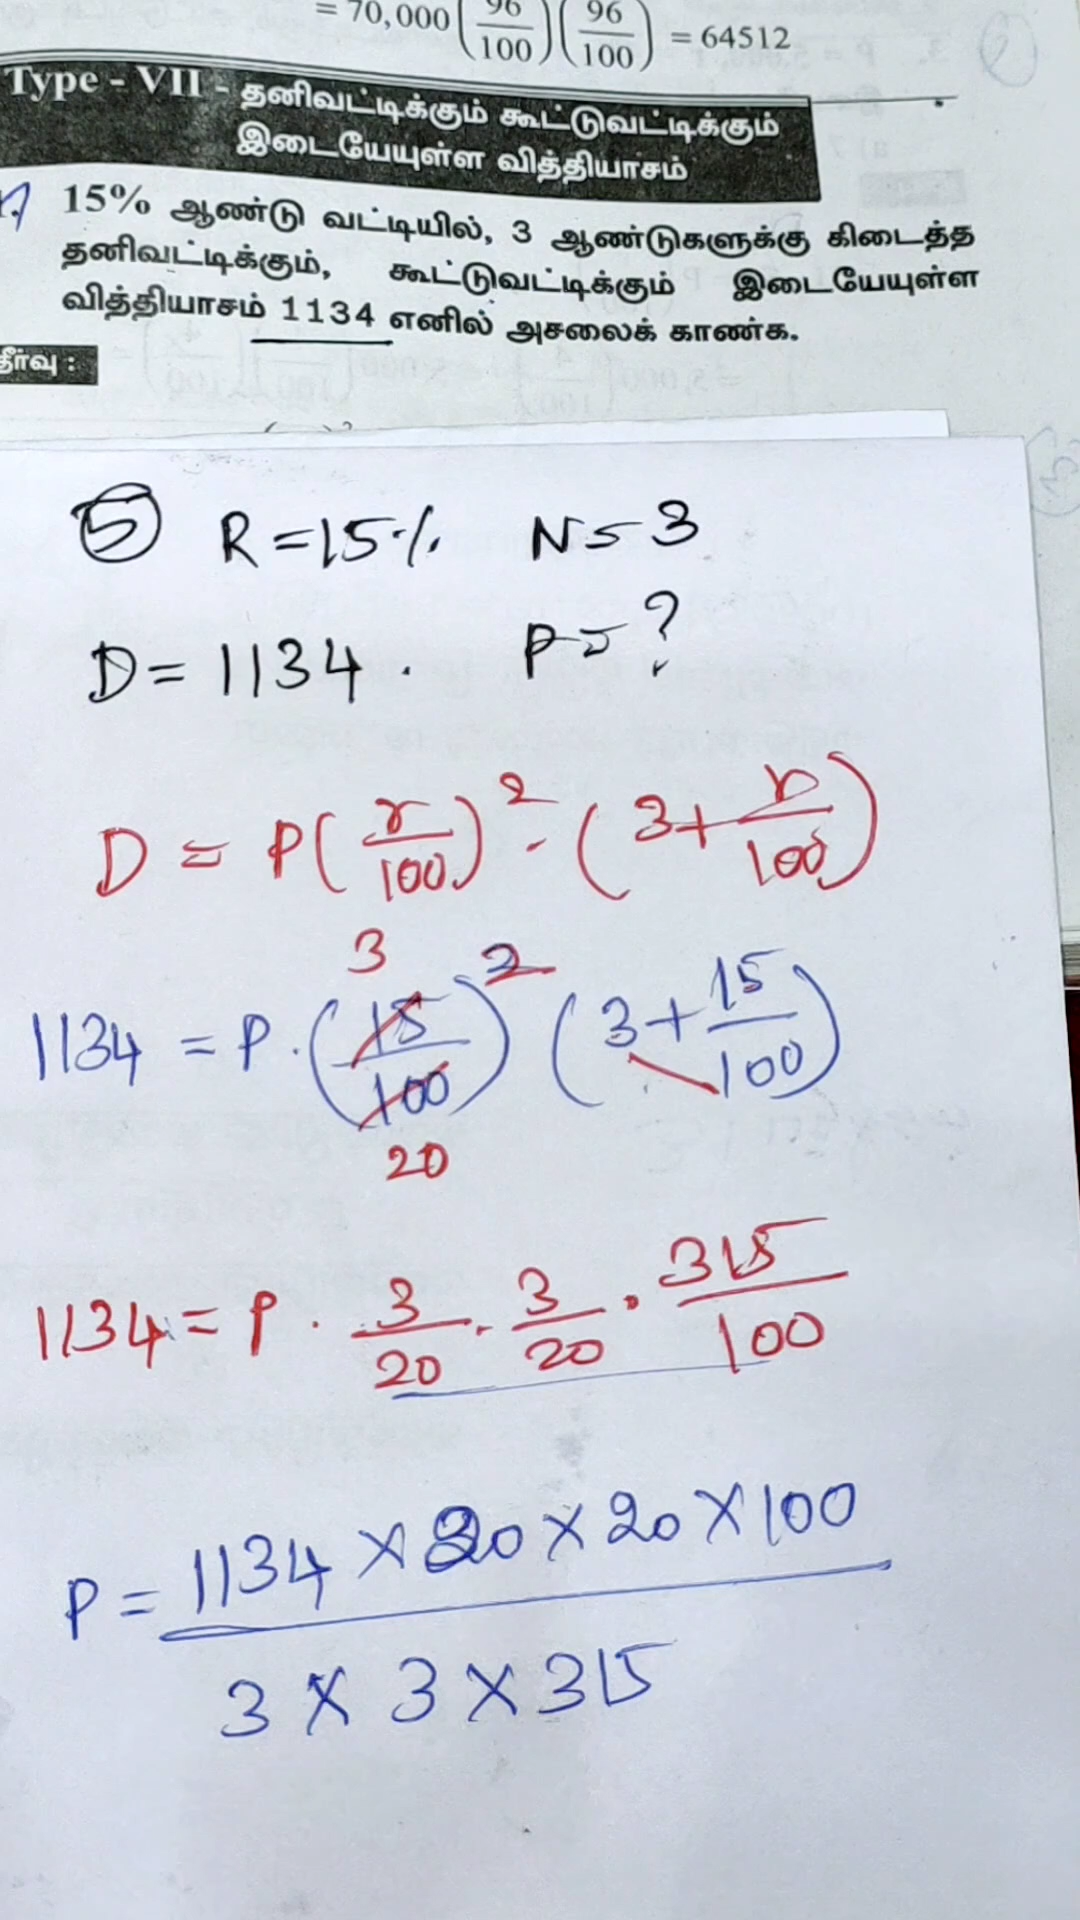 = 70,000 (96/100)(96/100) = 64512
Type - VII - தனிவட்டிக்கும் கூட்டுவட்டிக்கும்
இடையேயுள்ள வித்தியாசம்
15% ஆண்டு வட்டியில், 3 ஆண்டுகளுக்கு கிடைத்த
தனிவட்டிக்கும், கூட்டுவட்டிக்கும் இடையேயுள்ள
வித்தியாசம் 1134 எனில் அசலைக் காண்க.
தீர்வு :
5 R = 15% N = 3
D = 1134 . P = ?
D = P(r/100)² . (3 + r/100)
3
1134 = P . (15/100)² (3 + 15/100)
20
1134 = P . 3/20 . 3/20 . 315/100
P = 1134 × 20 × 20 × 100
3 × 3 × 315